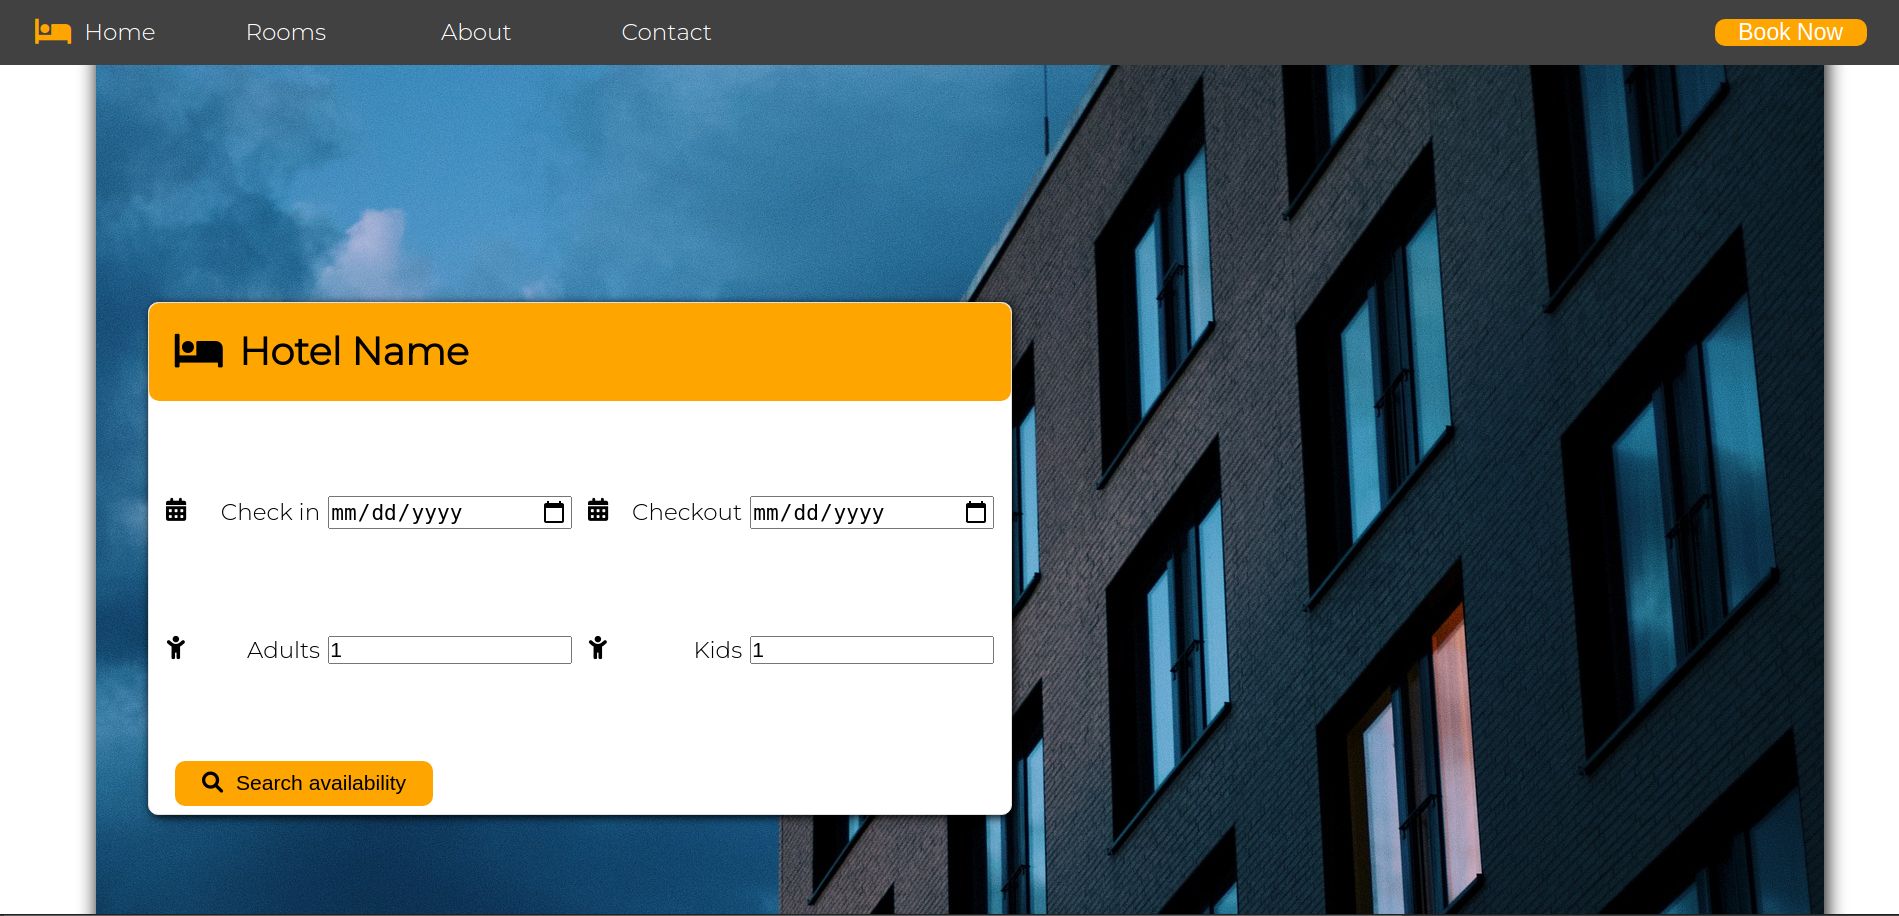 Home Rooms About Contact Book Now
Hotel Name
Check in mm/dd/yyyy Checkout mm/dd/yyyy
Adults 1 Kids 1
Search availability